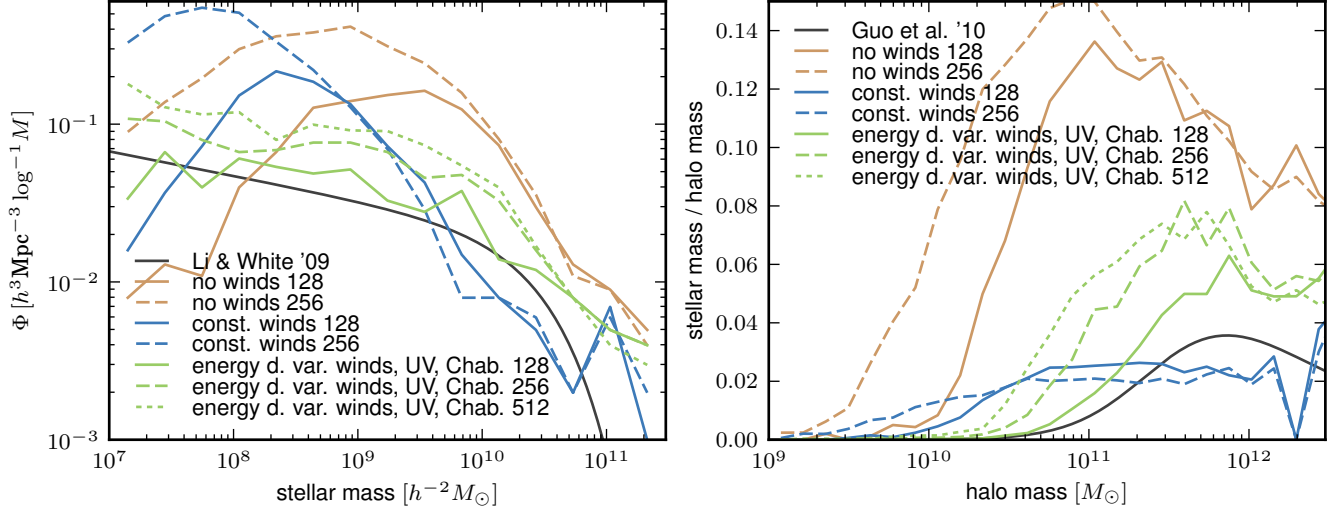 10⁻¹
10⁻²
10⁻³
Φ [h³Mpc⁻³ log⁻¹ M]
Li & White '09
no winds 128
no winds 256
const. winds 128
const. winds 256
energy d. var. winds, UV, Chab. 128
energy d. var. winds, UV, Chab. 256
energy d. var. winds, UV, Chab. 512
10⁷ 10⁸ 10⁹ 10¹⁰ 10¹¹
stellar mass [h⁻²M☉]
0.14
0.12
0.10
0.08
0.06
0.04
0.02
0.00
stellar mass / halo mass
Guo et al. '10
no winds 128
no winds 256
const. winds 128
const. winds 256
energy d. var. winds, UV, Chab. 128
energy d. var. winds, UV, Chab. 256
energy d. var. winds, UV, Chab. 512
10⁹ 10¹⁰ 10¹¹ 10¹²
halo mass [M☉]